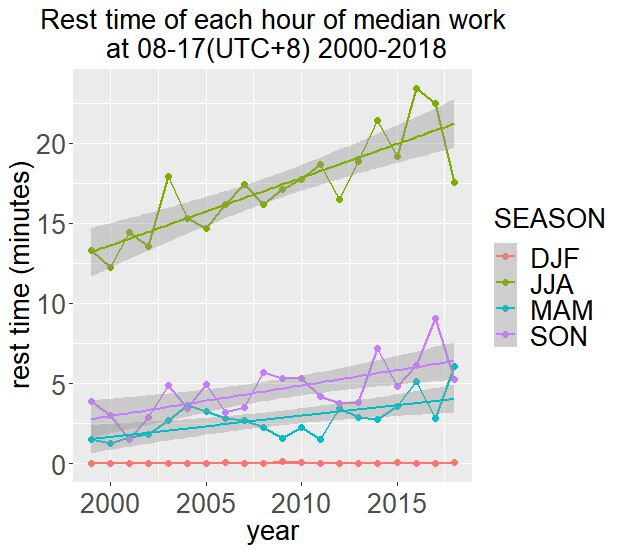 Rest time of each hour of median work
at 08-17(UTC+8) 2000-2018
rest time (minutes)
20
15
10
5
0
2000
2005
2010
2015
year
SEASON
DJF
JJA
MAM
SON